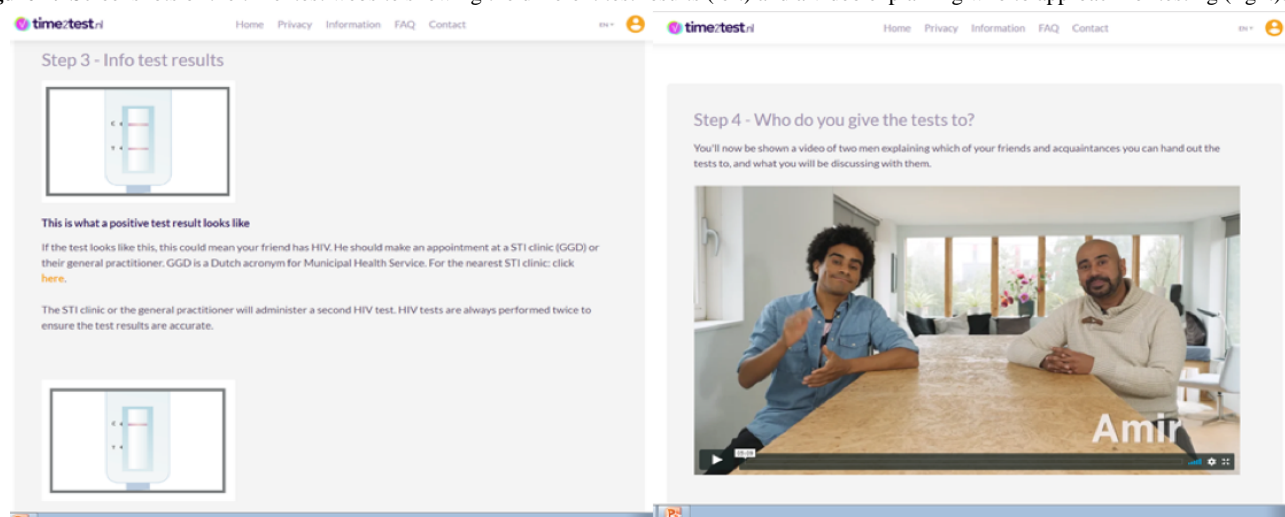 time2test.nl
Home Privacy Information FAQ Contact
EN
Step 3 - Info test results
C
T
This is what a positive test result looks like
If the test looks like this, this could mean your friend has HIV. He should make an appointment at a STI clinic (GGD) or
their general practitioner. GGD is a Dutch acronym for Municipal Health Service. For the nearest STI clinic: click
here.
The STI clinic or the general practitioner will administer a second HIV test. HIV tests are always performed twice to
ensure the test results are accurate.
C
T
time2test.nl
Home Privacy Information FAQ Contact
EN
Step 4 - Who do you give the tests to?
You'll now be shown a video of two men explaining which of your friends and acquaintances you can hand out the
tests to, and what you will be discussing with them.
Amir